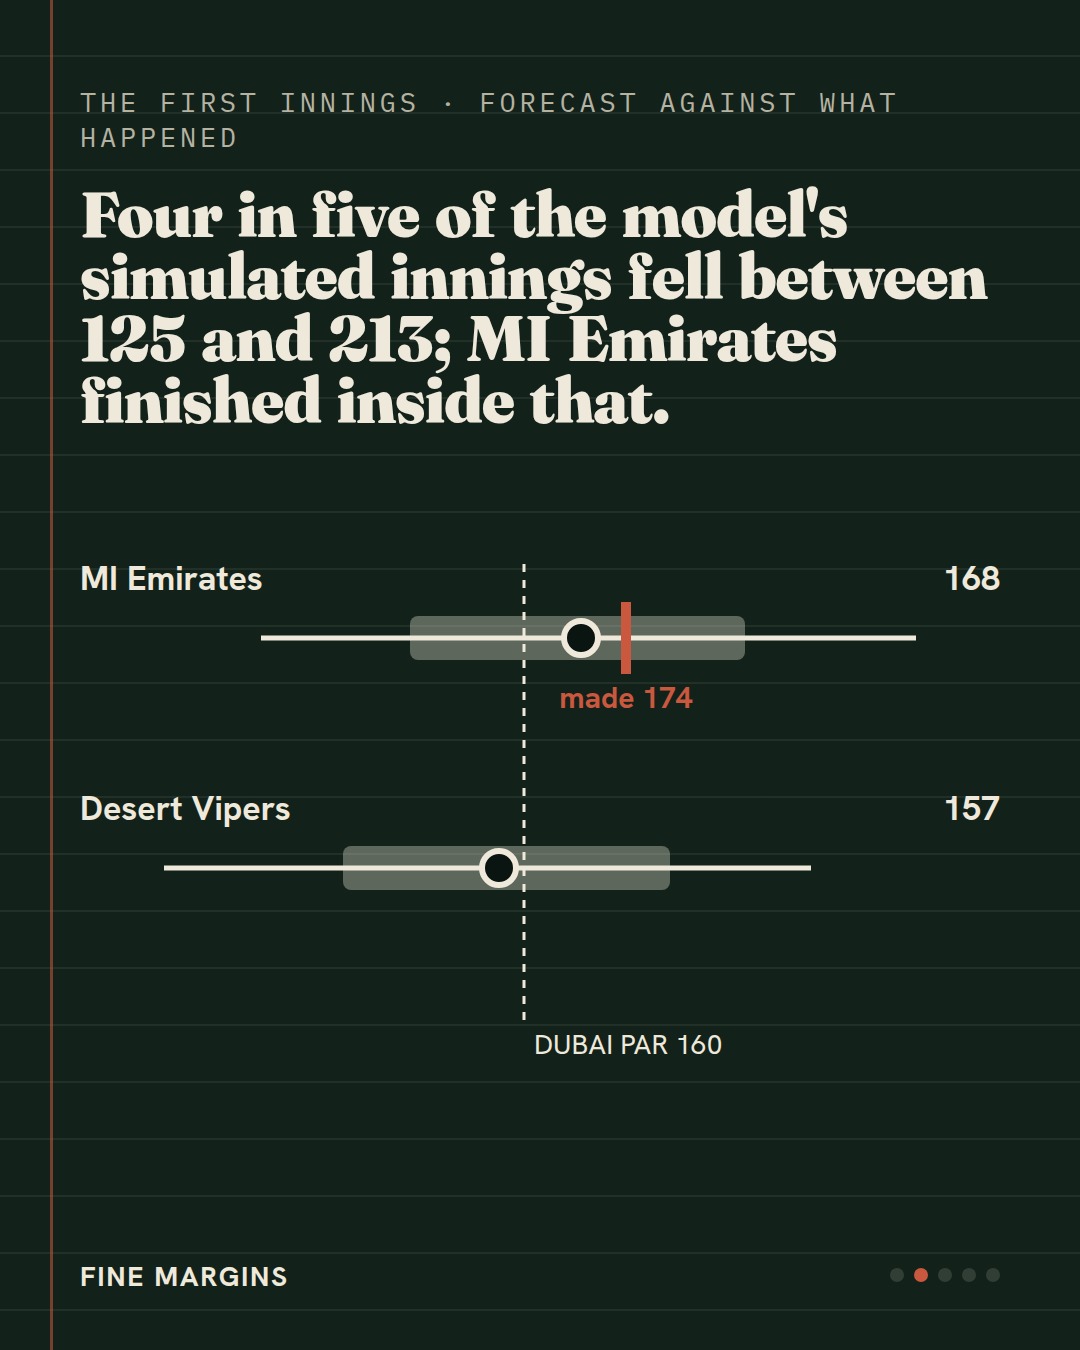 THE FIRST INNINGS · FORECAST AGAINST WHAT
HAPPENED
Four in five of the model's
simulated innings fell between
125 and 213; MI Emirates
finished inside that.
MI Emirates
168
made 174
Desert Vipers
157
DUBAI PAR 160
FINE MARGINS